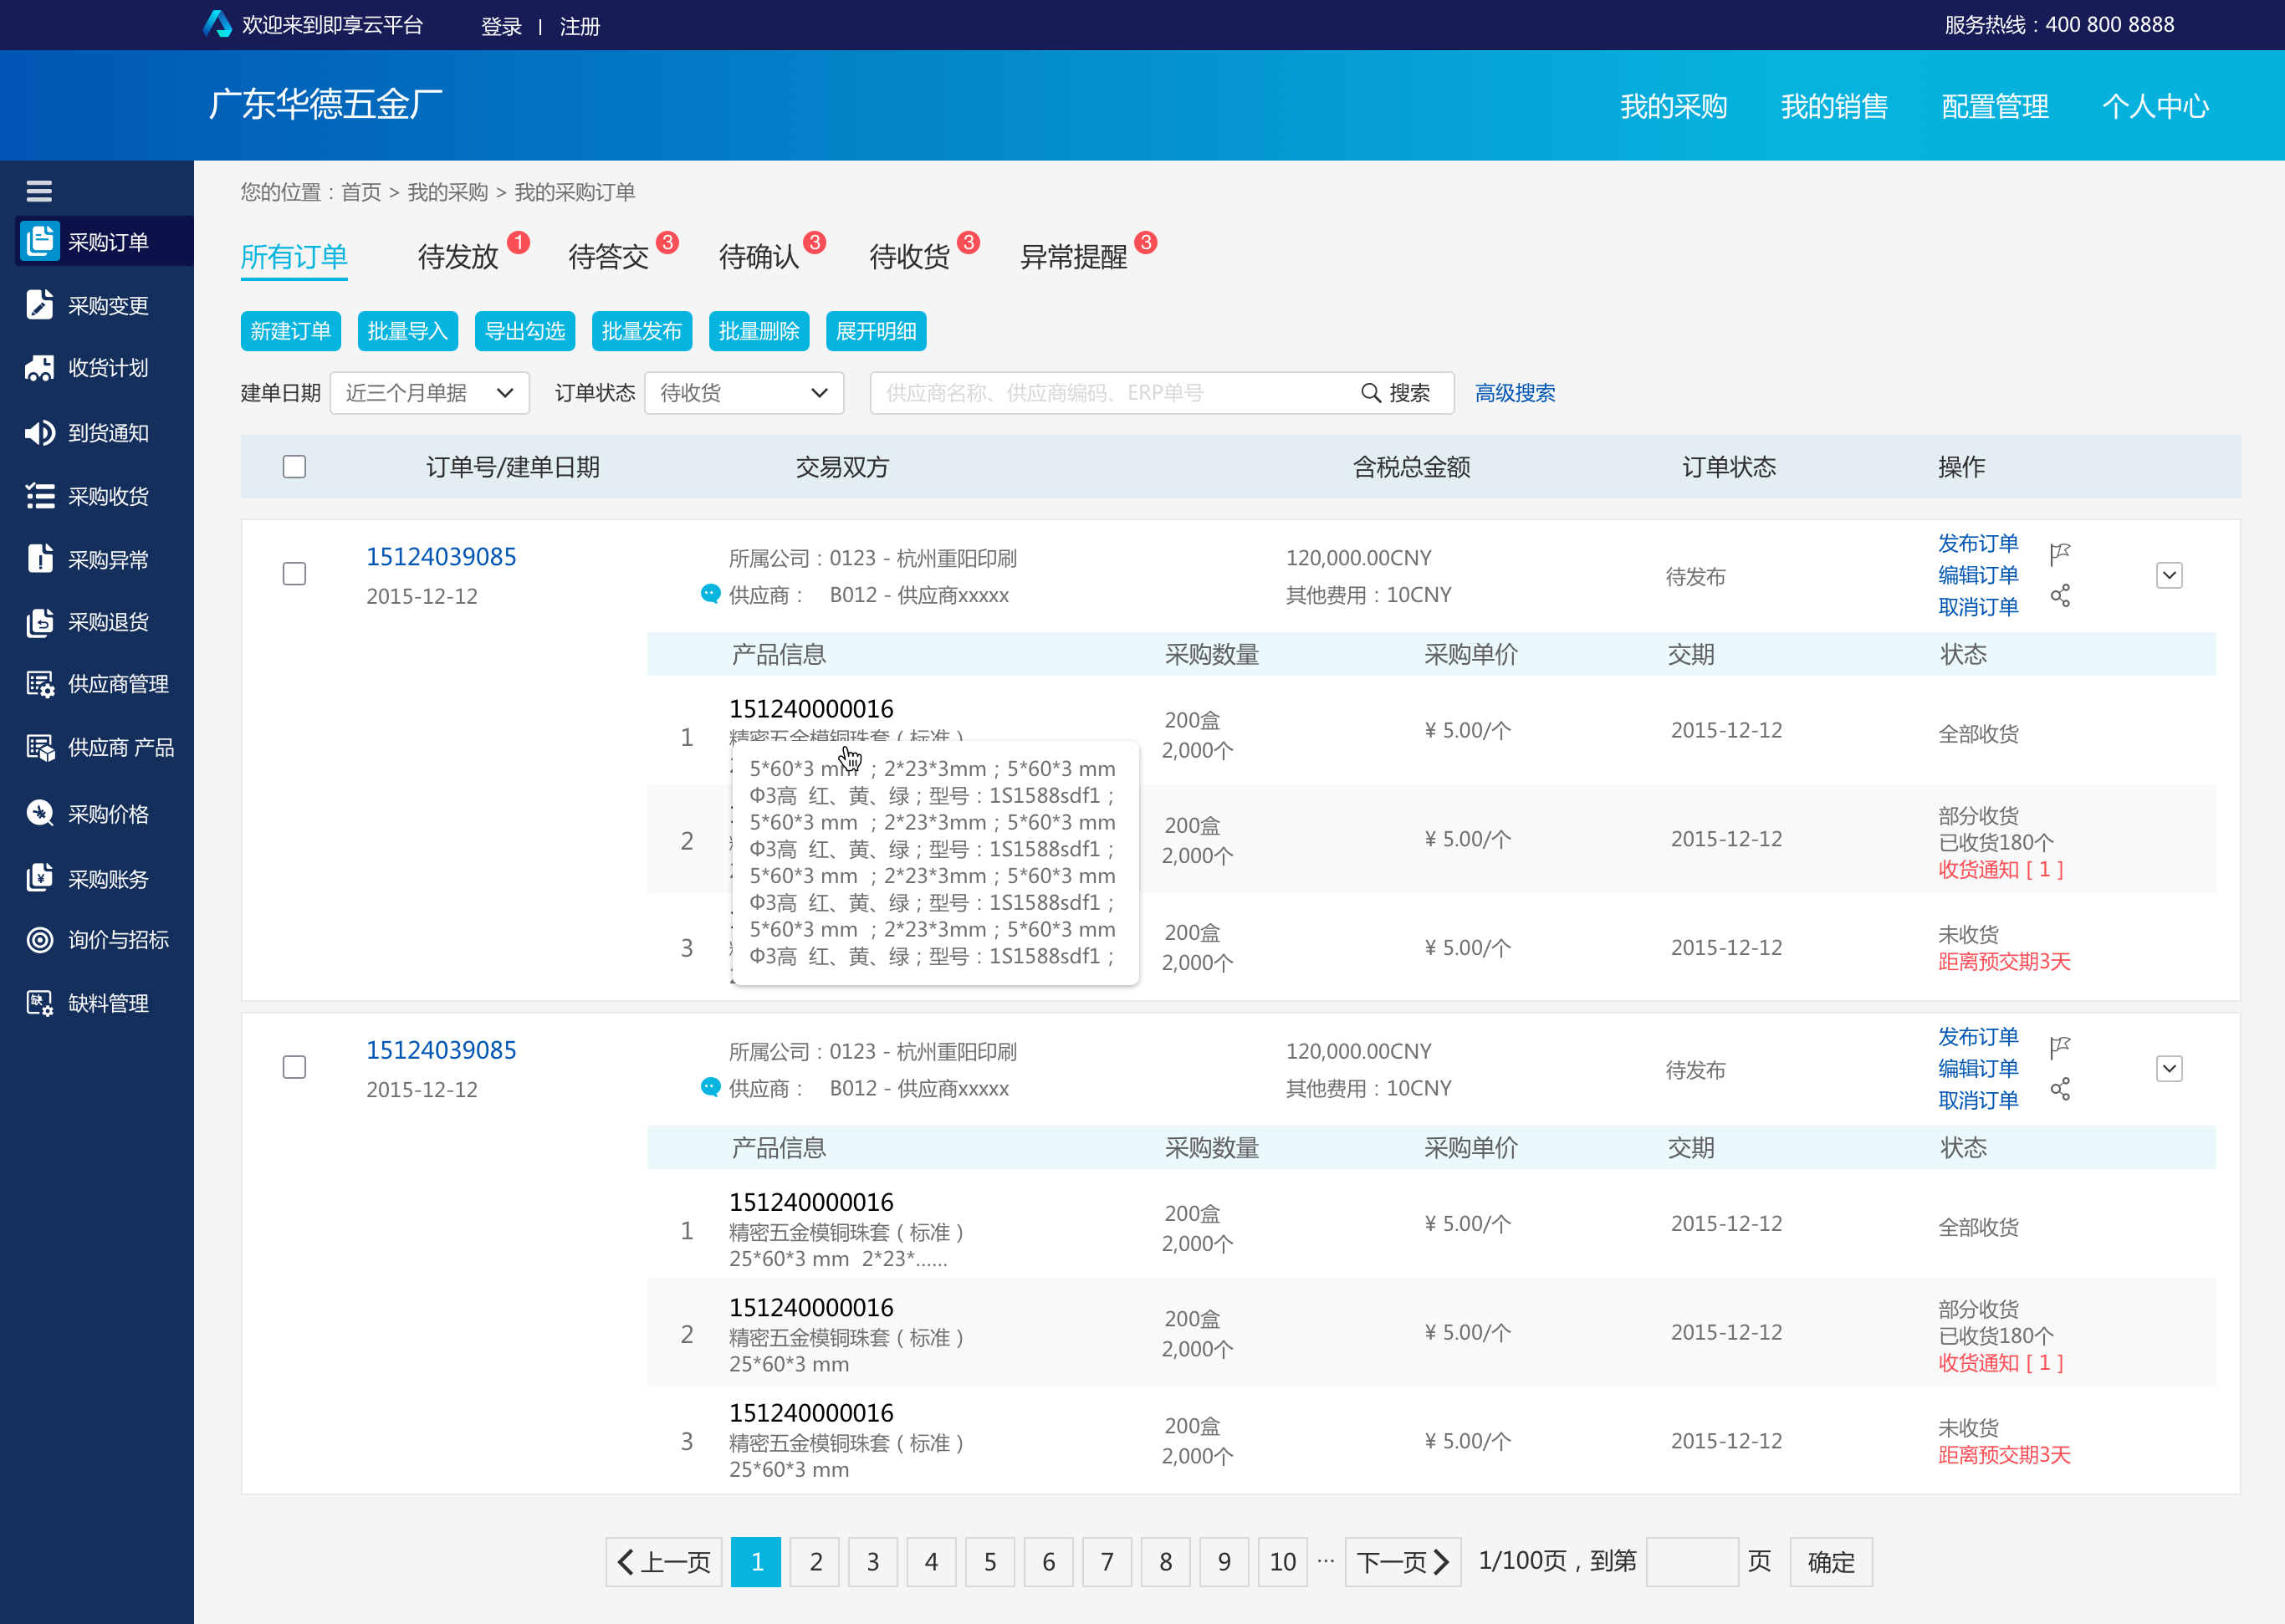 欢迎来到即享云平台 登录 | 注册 服务热线：400 800 8888
广东华德五金厂 我的采购 我的销售 配置管理 个人中心
您的位置：首页 > 我的采购 > 我的采购订单
所有订单 待发放 1 待答交 3 待确认 3 待收货 3 异常提醒 3
新建订单 批量导入 导出勾选 批量发布 批量删除 展开明细
建单日期 近三个月单据 订单状态 待收货 供应商名称、供应商编码、ERP单号 搜索 高级搜索
采购订单
采购变更
收货计划
到货通知
采购收货
采购异常
采购退货
供应商管理
供应商 产品
采购价格
采购账务
询价与招标
缺料管理
订单号/建单日期 交易双方 含税总金额 订单状态 操作
15124039085 所属公司：0123 - 杭州重阳印刷 120,000.00CNY 待发布 发布订单
编辑订单
2015-12-12 供应商： B012 - 供应商xxxxx 其他费用：10CNY 取消订单
产品信息 采购数量 采购单价 交期 状态
151240000016
1 精密五金模铜珠套（标准） 200盒 ¥ 5.00/个 2015-12-12 全部收货
2,000个
5*60*3 mm ；2*23*3mm；5*60*3 mm
Φ3高 红、黄、绿；型号：1S1588sdf1；
5*60*3 mm ；2*23*3mm；5*60*3 mm
Φ3高 红、黄、绿；型号：1S1588sdf1；
5*60*3 mm ；2*23*3mm；5*60*3 mm
Φ3高 红、黄、绿；型号：1S1588sdf1；
5*60*3 mm ；2*23*3mm；5*60*3 mm
Φ3高 红、黄、绿；型号：1S1588sdf1；
2 200盒 ¥ 5.00/个 2015-12-12 部分收货
2,000个 已收货180个
收货通知 [ 1 ]
3 200盒 ¥ 5.00/个 2015-12-12 未收货
2,000个 距离预交期3天
15124039085 所属公司：0123 - 杭州重阳印刷 120,000.00CNY 待发布 发布订单
编辑订单
2015-12-12 供应商： B012 - 供应商xxxxx 其他费用：10CNY 取消订单
产品信息 采购数量 采购单价 交期 状态
151240000016
1 精密五金模铜珠套（标准） 200盒 ¥ 5.00/个 2015-12-12 全部收货
25*60*3 mm 2*23*...... 2,000个
151240000016
2 精密五金模铜珠套（标准） 200盒 ¥ 5.00/个 2015-12-12 部分收货
25*60*3 mm 2,000个 已收货180个
收货通知 [ 1 ]
151240000016
3 精密五金模铜珠套（标准） 200盒 ¥ 5.00/个 2015-12-12 未收货
25*60*3 mm 2,000个 距离预交期3天
上一页 1 2 3 4 5 6 7 8 9 10 ... 下一页 1/100页，到第 页 确定